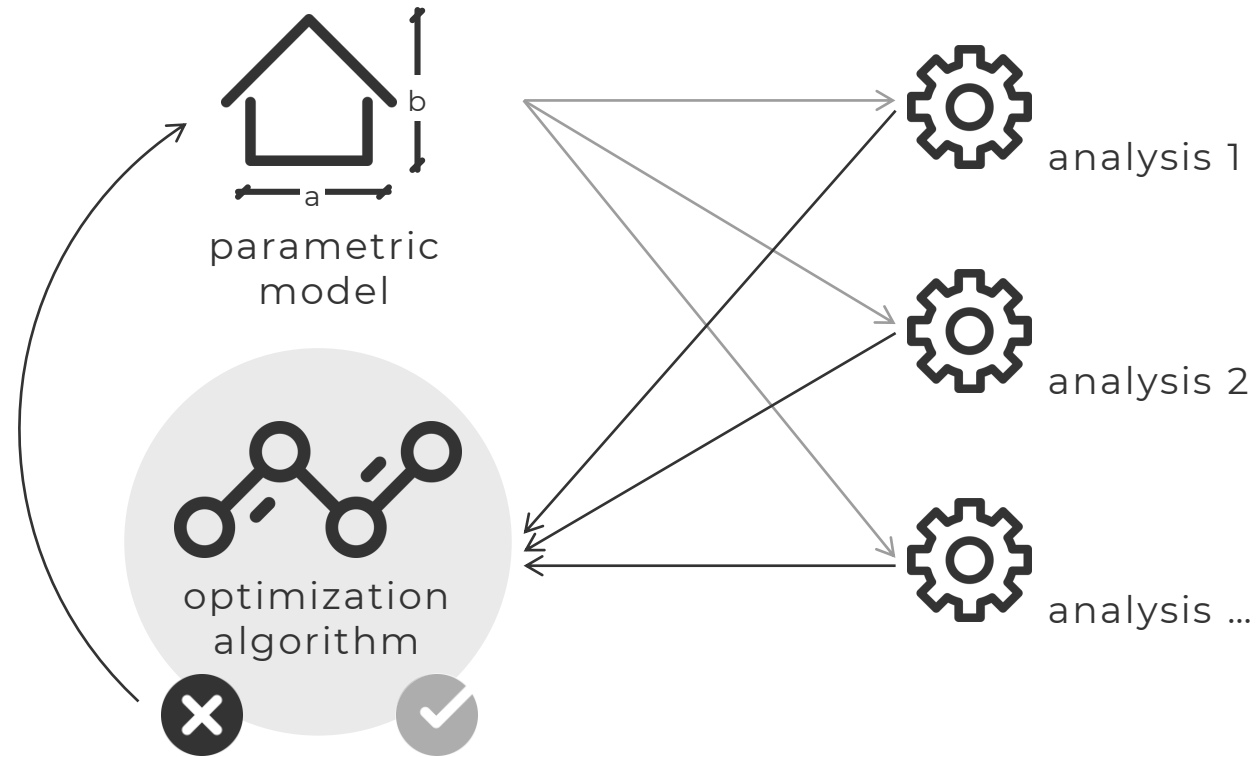 b
a
parametric
model
analysis 1
analysis 2
optimization
algorithm
analysis ...